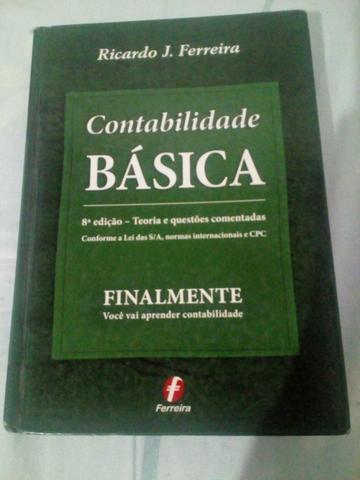 Ricardo J. Ferreira
Contabilidade
BÁSICA
8ª edição – Teoria e questões comentadas
Conforme a Lei das S/A, normas internacionais e CPC
FINALMENTE
Você vai aprender contabilidade
Ferreira